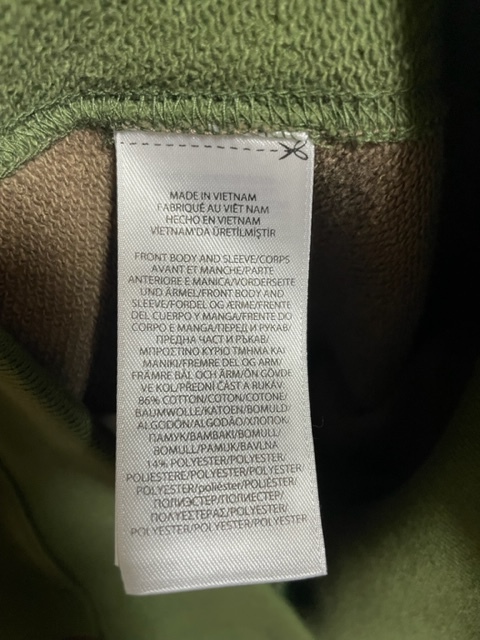 MADE IN VIETNAM
FABRIQUÉ AU VIÊT NAM
HECHO EN VIETNAM
VIETNAM'DA ÜRETİLMİŞTİR
FRONT BODY AND SLEEVE/CORPS
AVANT ET MANCHE/PARTE
ANTERIORE E MANICA/VORDERSEITE
UND ÄRMEL/FRONT BODY AND
SLEEVE/FORDEL OG ÆRME/FRENTE
DEL CUERPO Y MANGA/FRENTE DO
CORPO E MANGA/ПЕРЕД И РУКАВ/
ПРЕДНА ЧАСТ И РЪКАВ/
ΜΠΡΟΣΤΙΝΟ ΚΥΡΙΟ ΤΜΗΜΑ ΚΑΙ
ΜΑΝΙΚΙ/FREMRE DEL OG ARM/
FRÄMRE BÅL OCH ÄRM/ÖN GÖVDE
VE KOL/PŘEDNÍ ČÁST A RUKÁV:
86% COTTON/COTON/COTONE/
BAUMWOLLE/KATOEN/BOMULD/
ALGODÓN/ALGODÃO/ХЛОПОК/
ПАМУК/ΒΑΜΒΑΚΙ/BOMULL/
BOMULL/PAMUK/BAVLNA
14% POLYESTER/POLYESTER/
POLIESTERE/POLYESTER/POLYESTER/
POLYESTER/poliéster/POLIÉSTER/
ПОЛИЭСТЕР/ПОЛИЕСТЕР/
ΠΟΛΥΕΣΤΕΡΑΣ/POLYESTER/
POLYESTER/POLYESTER/POLYESTER